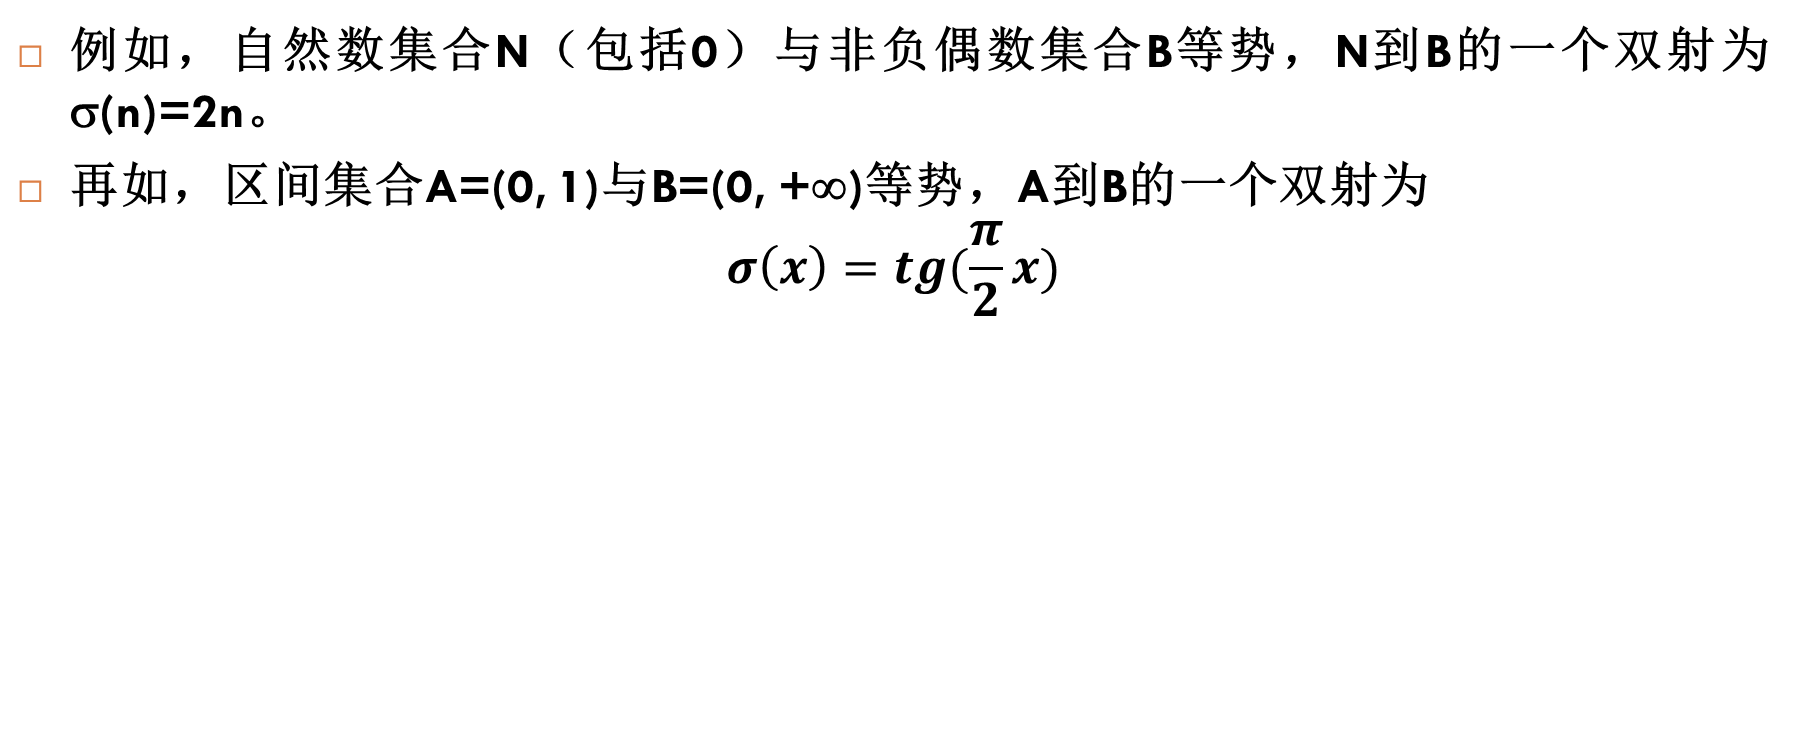 □ 例如，自然数集合N（包括0）与非负偶数集合B等势，N到B的一个双射为
σ(n)=2n。
□ 再如，区间集合A=(0, 1)与B=(0, +∞)等势，A到B的一个双射为
σ(x) = tg(π/2 x)